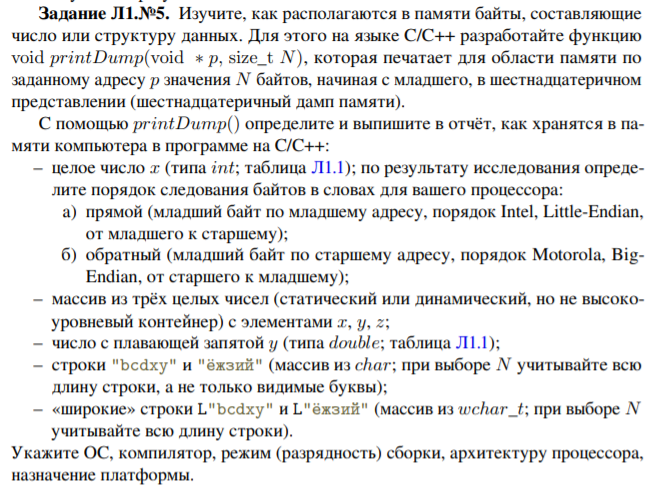 Задание Л1.№5. Изучите, как располагаются в памяти байты, составляющие
число или структуру данных. Для этого на языке С/С++ разработайте функцию
void printDump(void * p, size_t N), которая печатает для области памяти по
заданному адресу p значения N байтов, начиная с младшего, в шестнадцатеричном
представлении (шестнадцатеричный дамп памяти).
С помощью printDump() определите и выпишите в отчёт, как хранятся в па-
мяти компьютера в программе на С/С++:
– целое число x (типа int; таблица Л1.1); по результату исследования опреде-
лите порядок следования байтов в словах для вашего процессора:
а) прямой (младший байт по младшему адресу, порядок Intel, Little-Endian,
от младшего к старшему);
б) обратный (младший байт по старшему адресу, порядок Motorola, Big-
Endian, от старшего к младшему);
– массив из трёх целых чисел (статический или динамический, но не высоко-
уровневый контейнер) с элементами x, y, z;
– число с плавающей запятой y (типа double; таблица Л1.1);
– строки "bcdxy" и "ёжзий" (массив из char; при выборе N учитывайте всю
длину строки, а не только видимые буквы);
– «широкие» строки L"bcdxy" и L"ёжзий" (массив из wchar_t; при выборе N
учитывайте всю длину строки).
Укажите ОС, компилятор, режим (разрядность) сборки, архитектуру процессора,
назначение платформы.